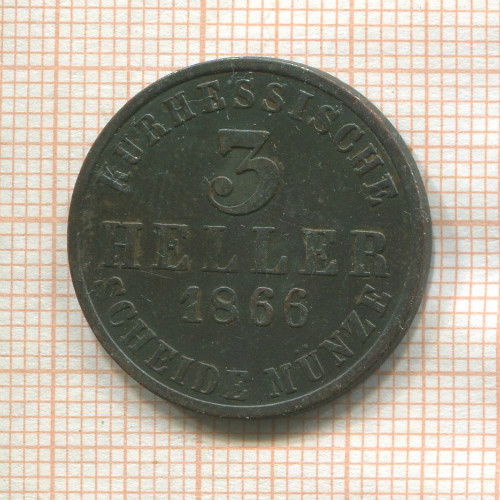 KURHESSISCHE
3
HELLER
1866
SCHEIDE MÜNZE